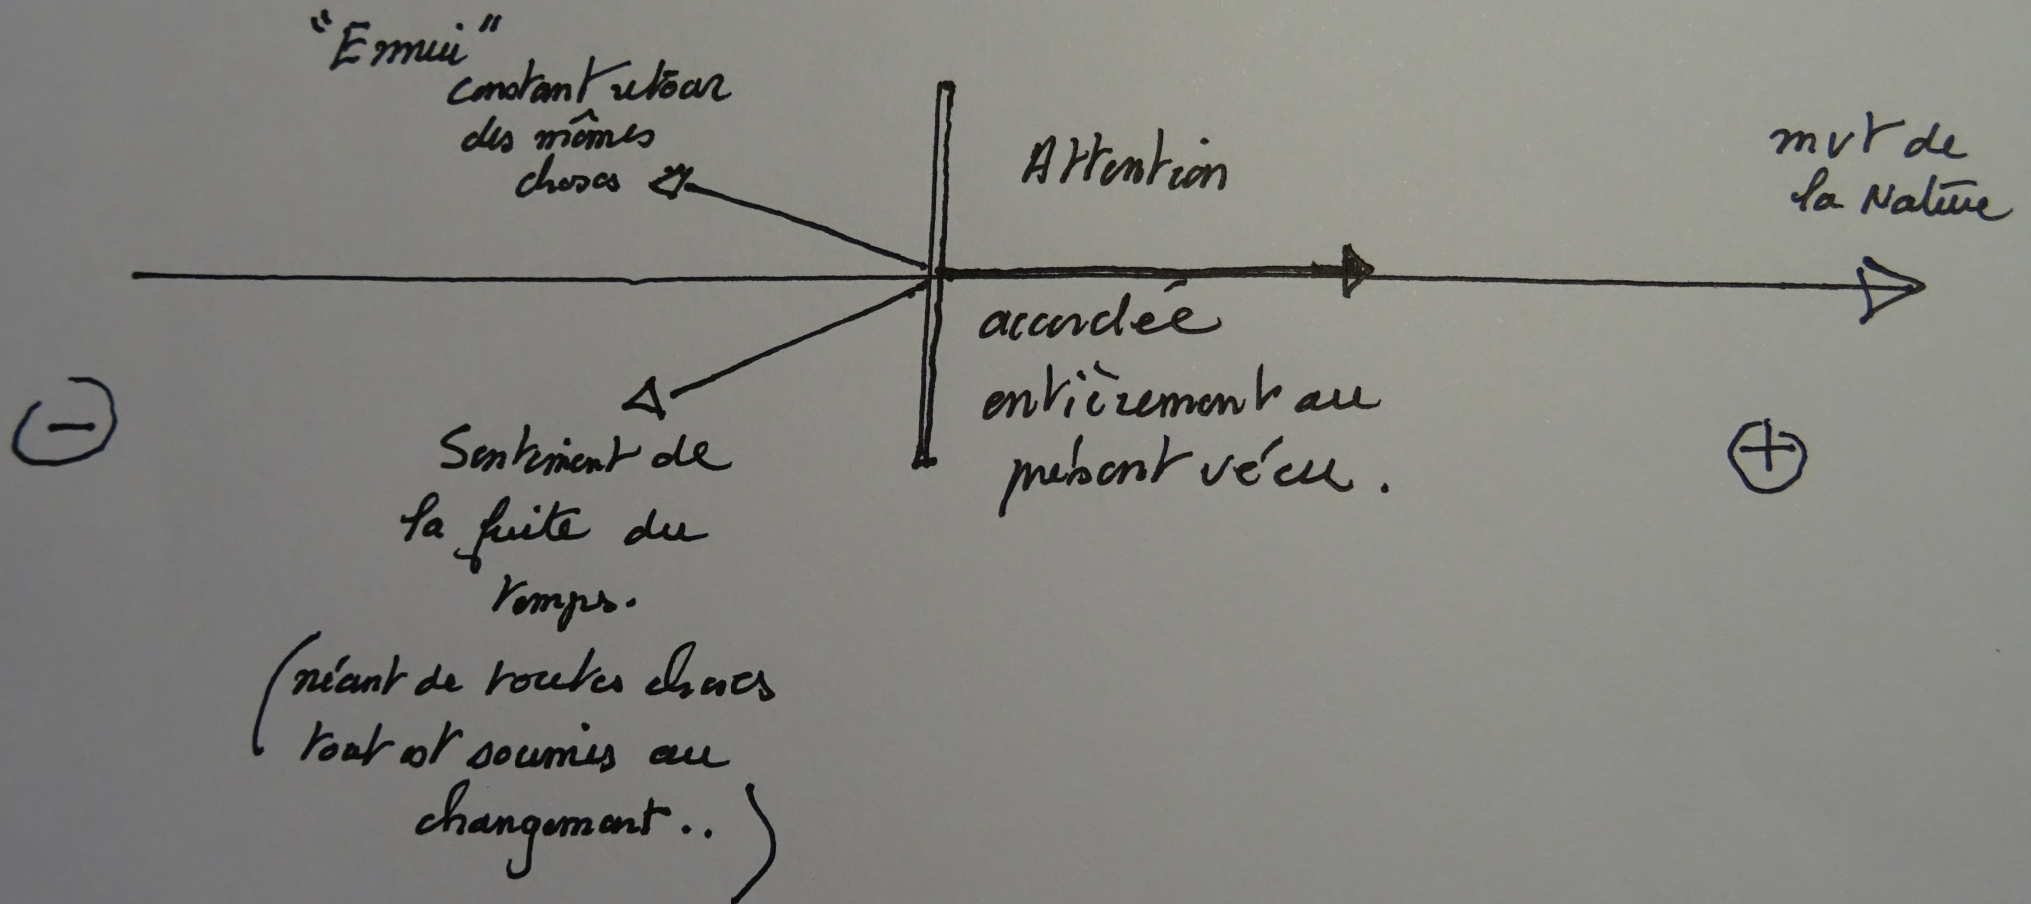 "Ennui"
constant retour
des mêmes
choses
Attention
mvt de
la Nature
accordée
entièrement au
présent vécu.
−
+
Sentiment de
la fuite du
temps.
(néant de toutes choses
tout est soumis au
changement..)